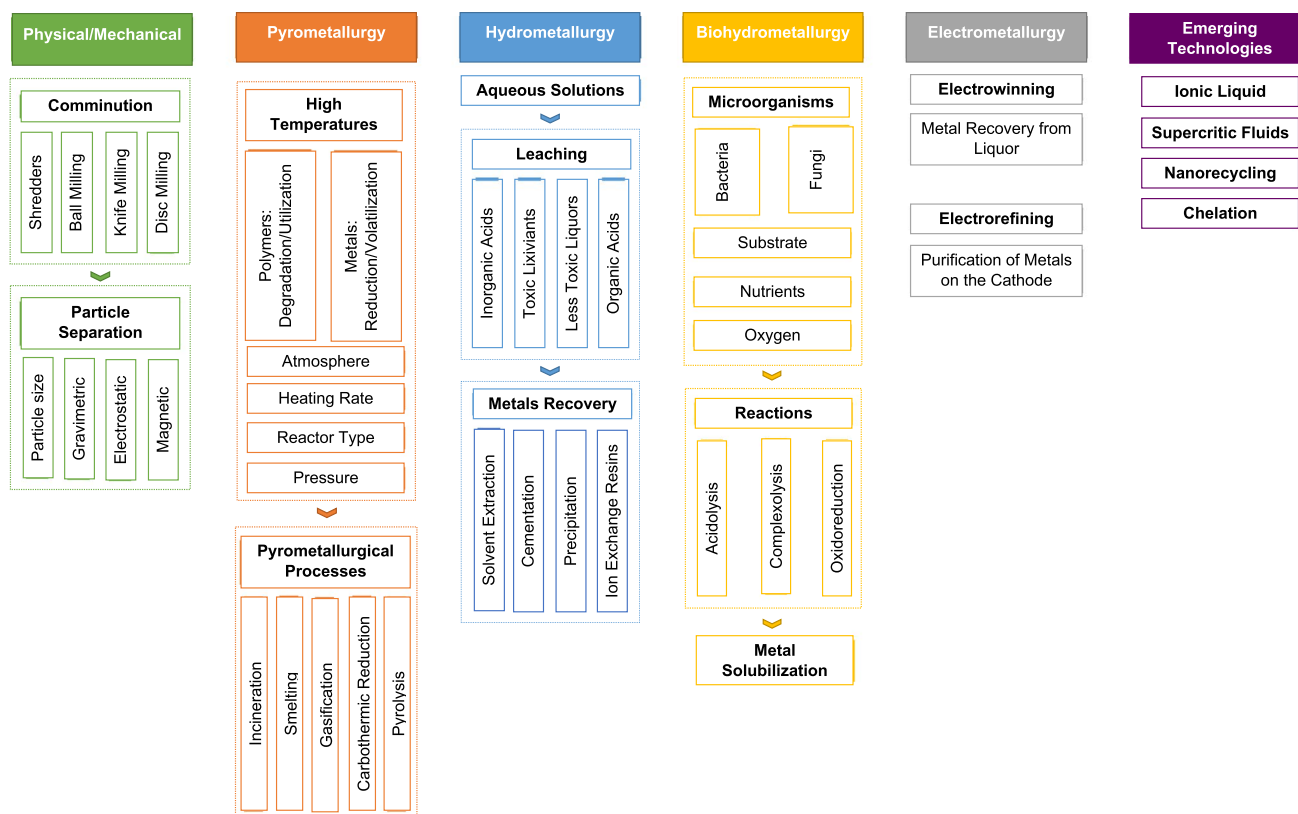 Physical/Mechanical
Comminution
Shredders
Ball Milling
Knife Milling
Disc Milling
Particle
Separation
Particle size
Gravimetric
Electrostatic
Magnetic
Pyrometallurgy
High
Temperatures
Polymers:
Degradation/Utilization
Metals:
Reduction/Volatilization
Atmosphere
Heating Rate
Reactor Type
Pressure
Pyrometallurgical
Processes
Incineration
Smelting
Gasification
Carbothermic Reduction
Pyrolysis
Hydrometallurgy
Aqueous Solutions
Leaching
Inorganic Acids
Toxic Lixiviants
Less Toxic Liquors
Organic Acids
Metals Recovery
Solvent Extraction
Cementation
Precipitation
Ion Exchange Resins
Biohydrometallurgy
Microorganisms
Bacteria
Fungi
Substrate
Nutrients
Oxygen
Reactions
Acidolysis
Complexolysis
Oxidoreduction
Metal
Solubilization
Electrometallurgy
Electrowinning
Metal Recovery from
Liquor
Electrorefining
Purification of Metals
on the Cathode
Emerging
Technologies
Ionic Liquid
Supercritic Fluids
Nanorecycling
Chelation